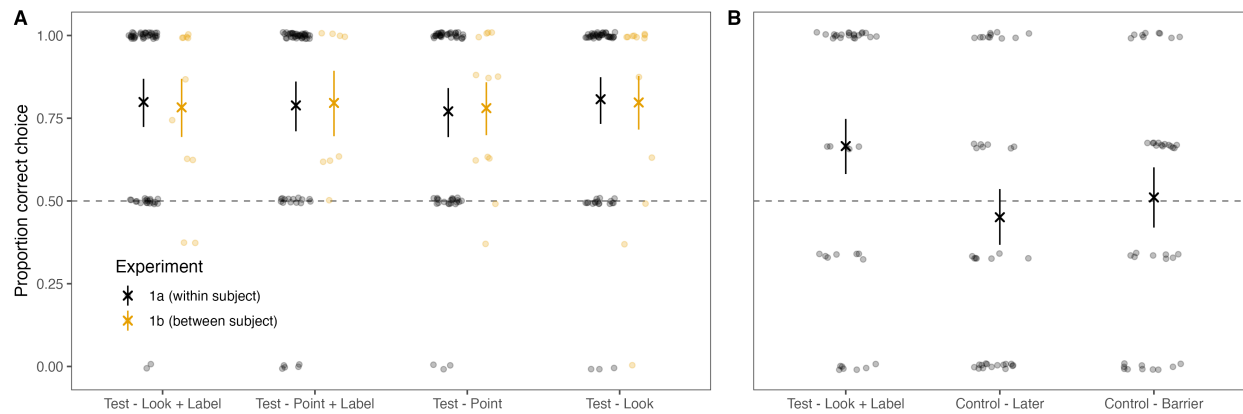 A
B
Proportion correct choice
1.00
0.75
0.50
0.25
0.00
Experiment
1a (within subject)
1b (between subject)
Test - Look + Label
Test - Point + Label
Test - Point
Test - Look
Test - Look + Label
Control - Later
Control - Barrier